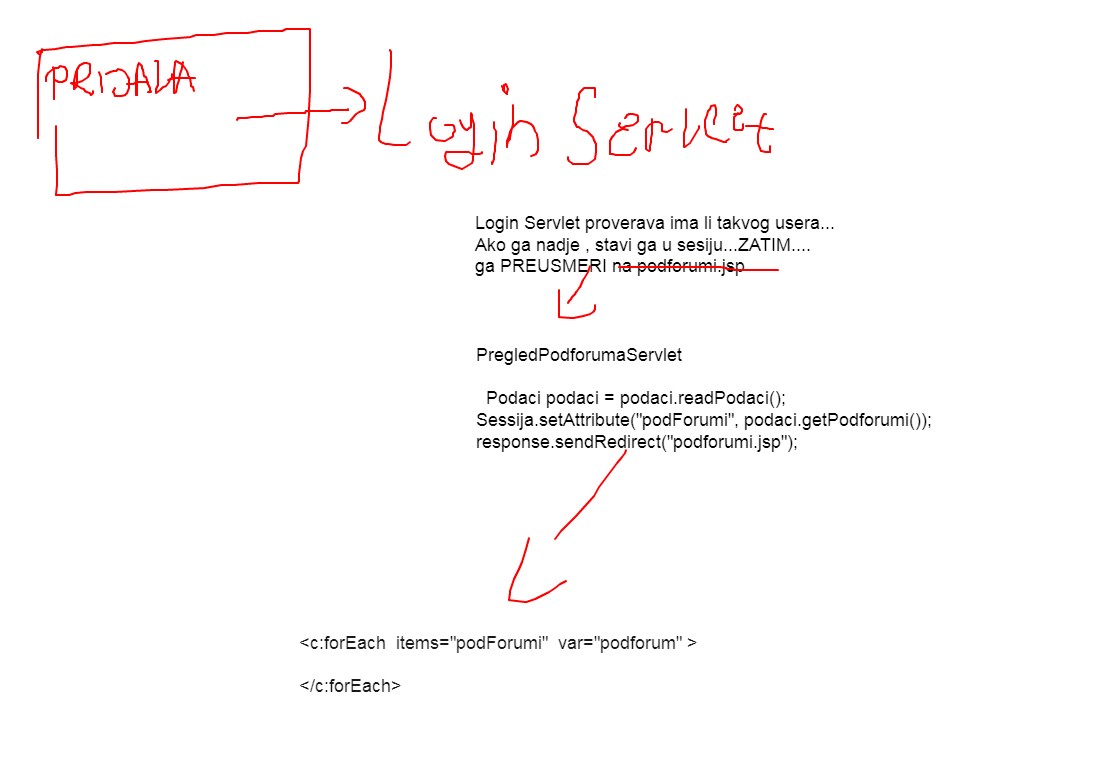 PRIJAVA
Login Servlet
Login Servlet proverava ima li takvog usera...
Ako ga nadje , stavi ga u sesiju...ZATIM....
ga PREUSMERI na podforumi.jsp
PregledPodforumaServlet
Podaci podaci = podaci.readPodaci();
Sessija.setAttribute("podForumi", podaci.getPodforumi());
response.sendRedirect("podforumi.jsp");
<c:forEach  items="podForumi"  var="podforum" >
</c:forEach>